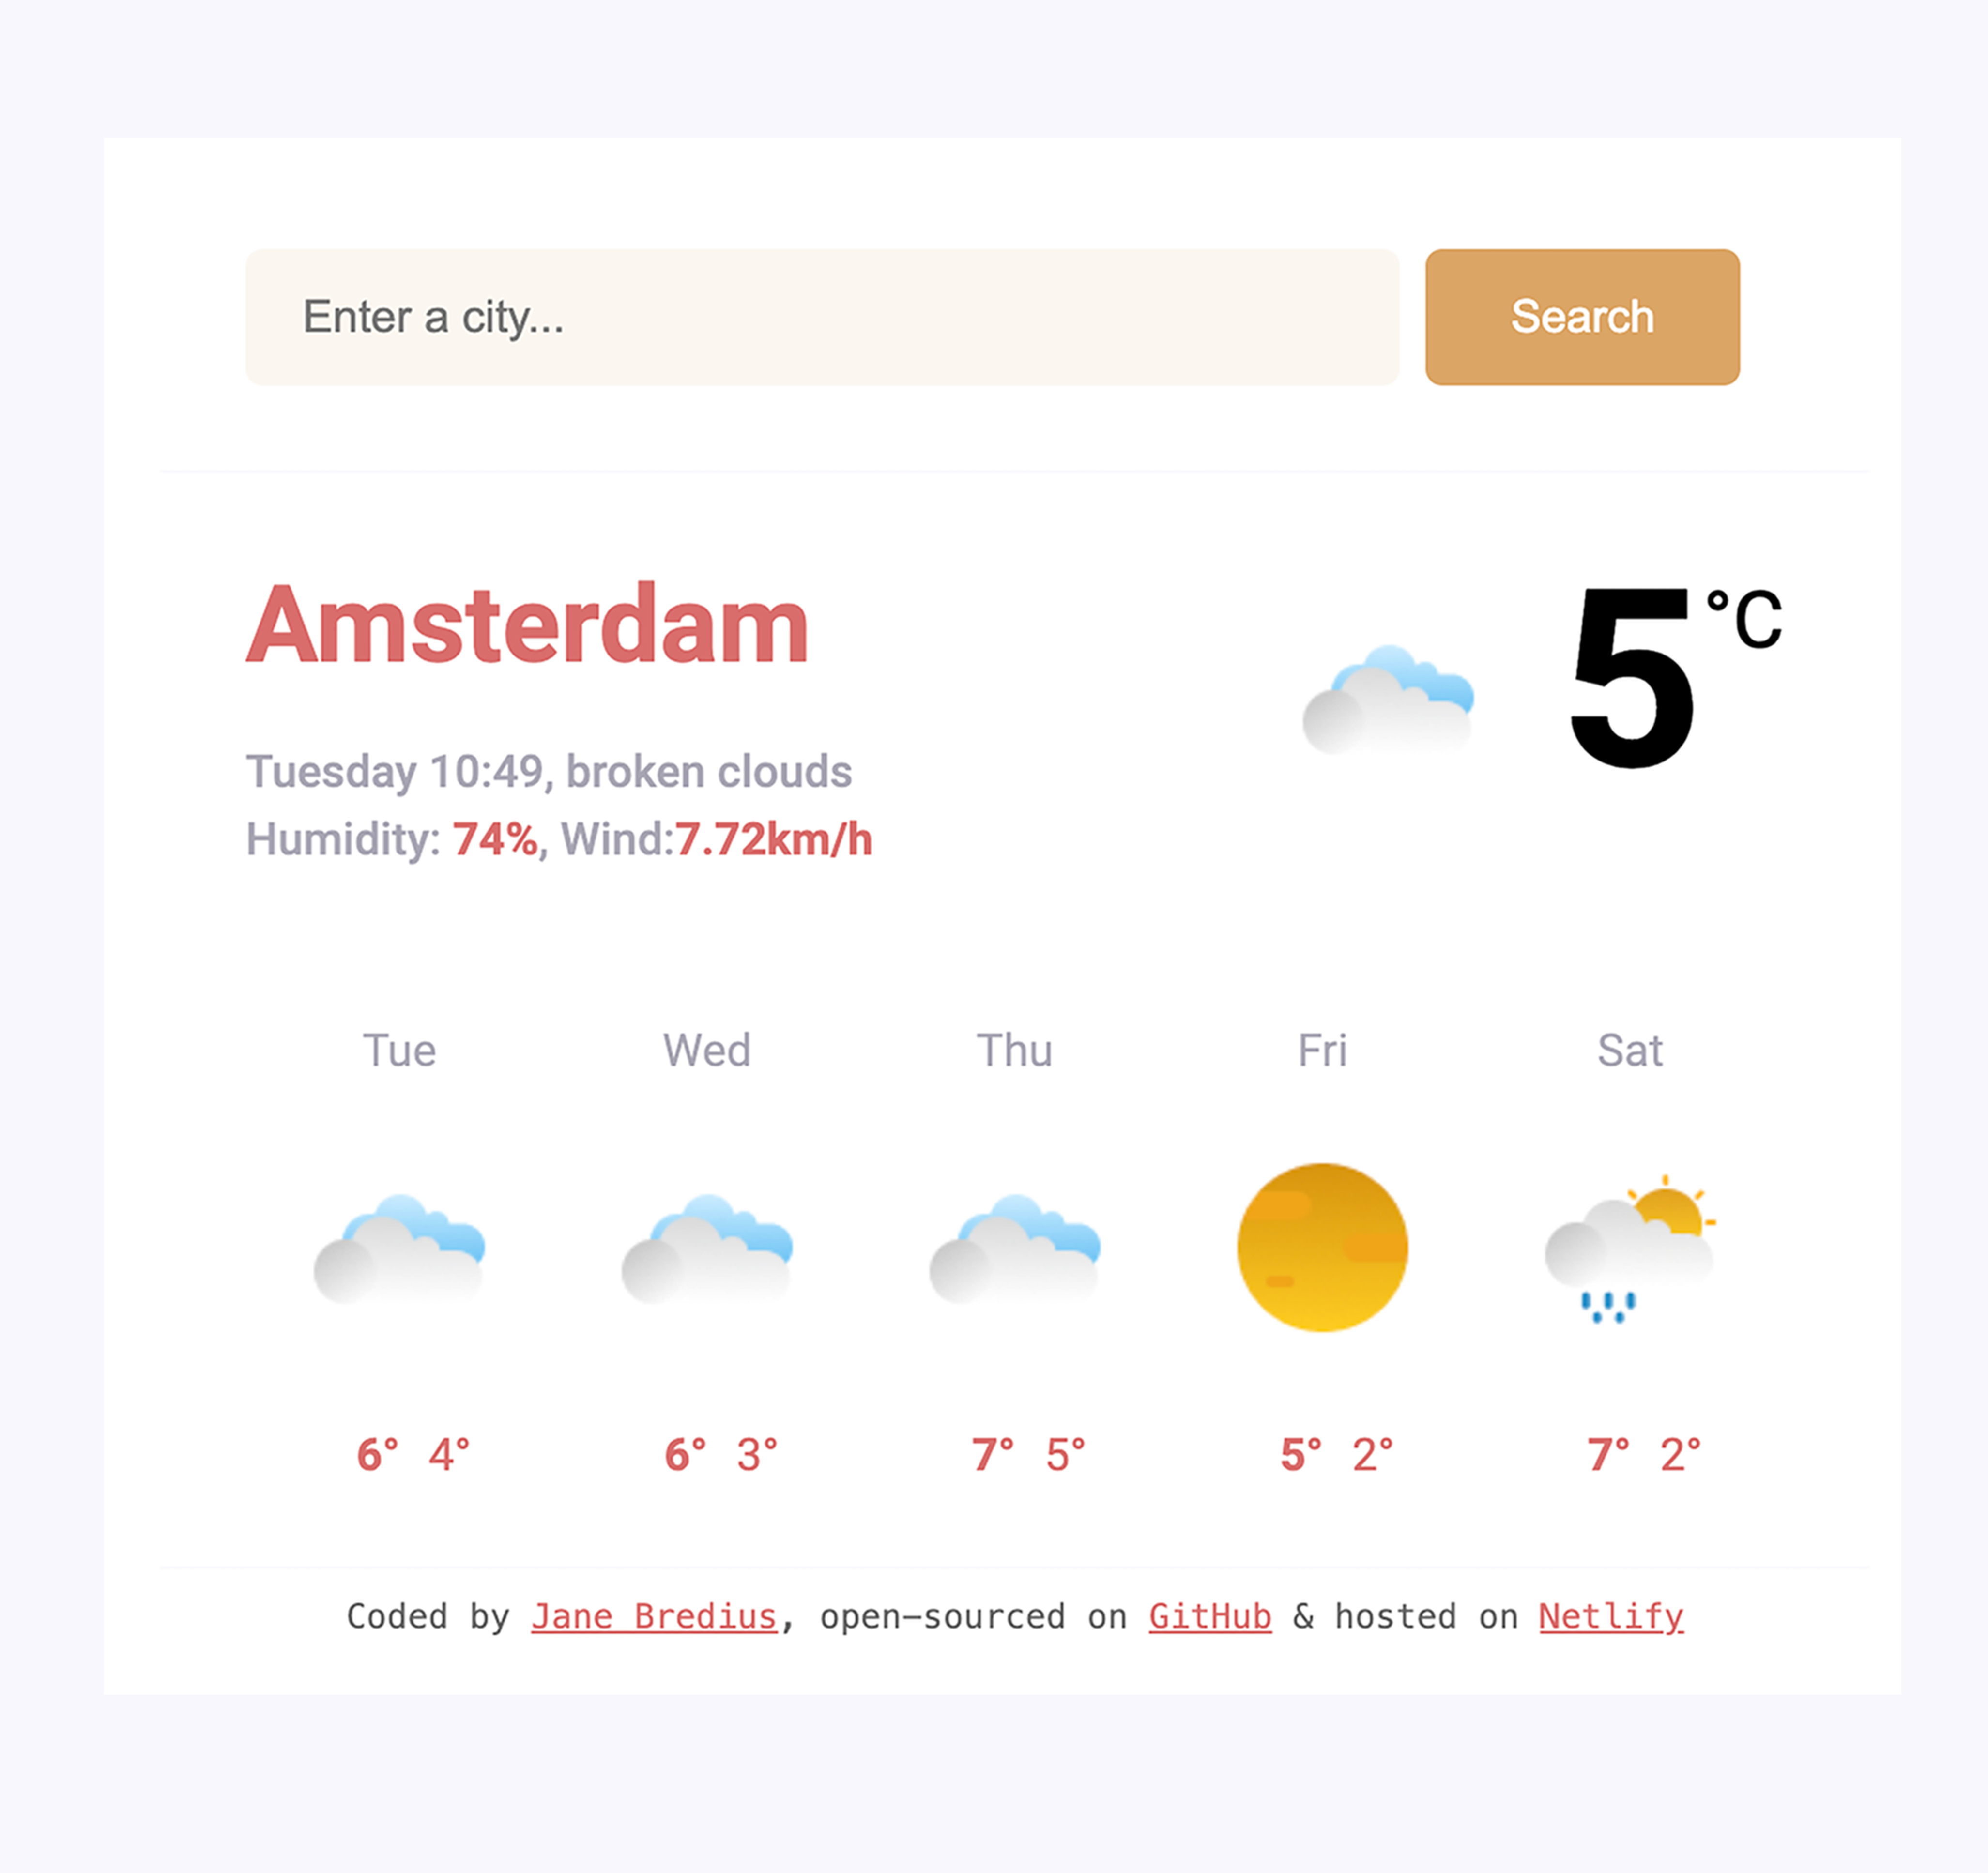 Enter a city...
Search
Amsterdam
5 °C
Tuesday 10:49, broken clouds
Humidity: 74%, Wind:7.72km/h
Tue Wed Thu Fri Sat
6° 4° 6° 3° 7° 5° 5° 2° 7° 2°
Coded by Jane Bredius, open-sourced on GitHub & hosted on Netlify